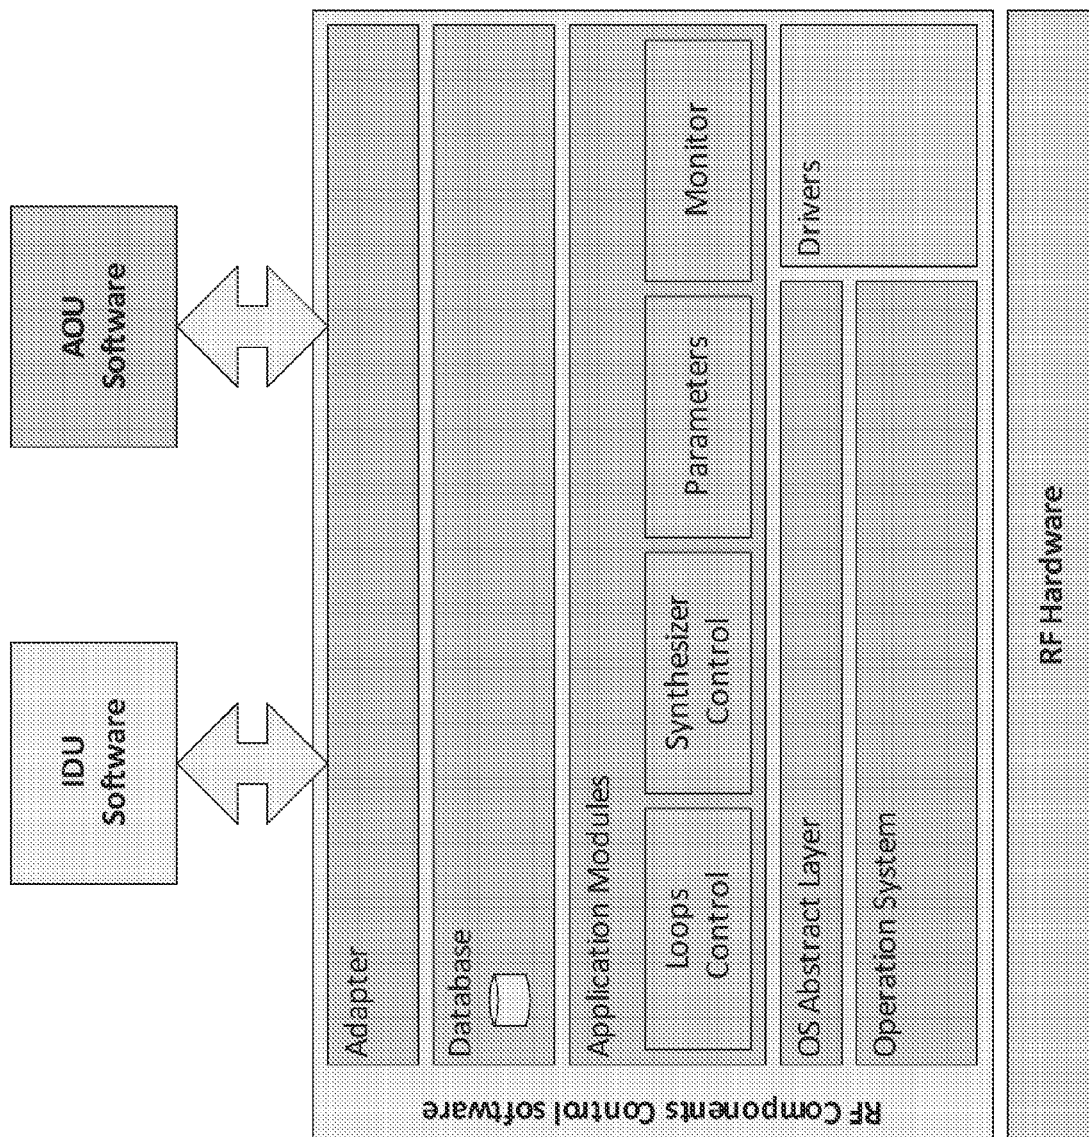 IDU
Software
AOU
Software
RF Components Control software
Adapter
Database
Application Modules
Loops
Control
Synthesizer
Control
Parameters
Monitor
OS Abstract Layer
Operation System
Drivers
RF Hardware